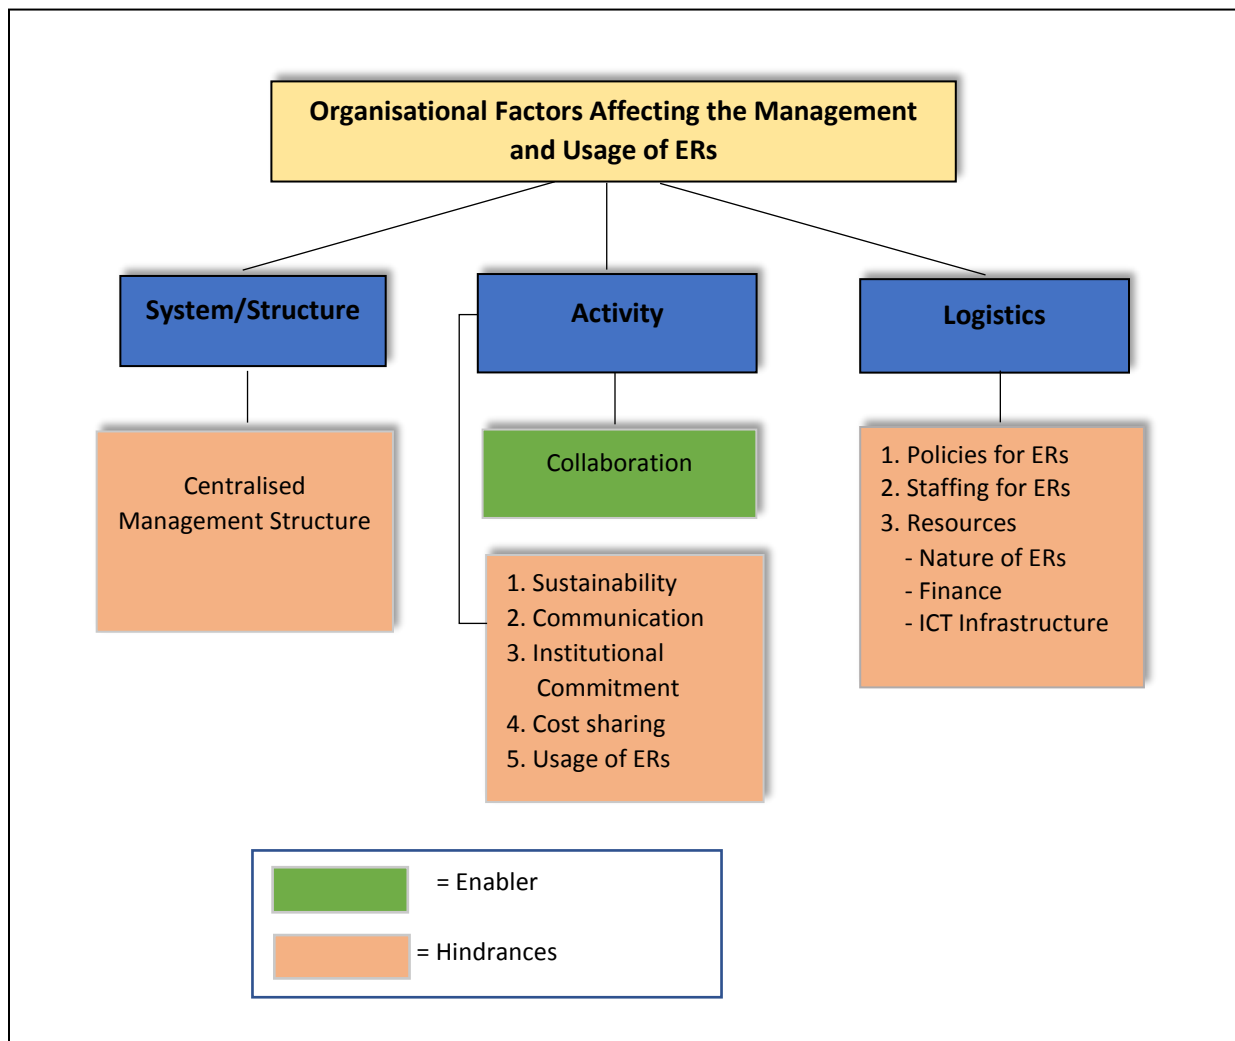 Organisational Factors Affecting the Management
and Usage of ERs
System/Structure
Activity
Logistics
Centralised
Management Structure
Collaboration
1. Sustainability
2. Communication
3. Institutional
Commitment
4. Cost sharing
5. Usage of ERs
1. Policies for ERs
2. Staffing for ERs
3. Resources
- Nature of ERs
- Finance
- ICT Infrastructure
= Enabler
= Hindrances